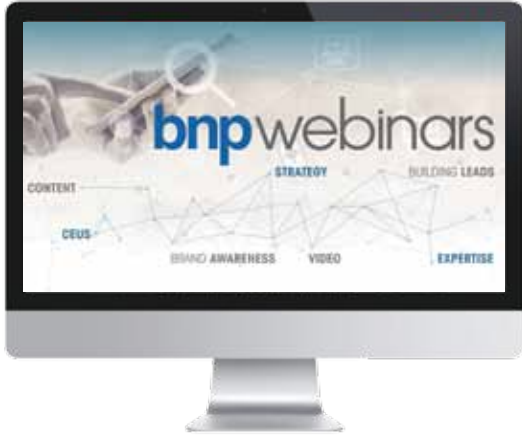 bnpwebinars
STRATEGY
BUILDING LEADS
CONTENT
CEUS
BRAND AWARENESS
VIDEO
EXPERTISE